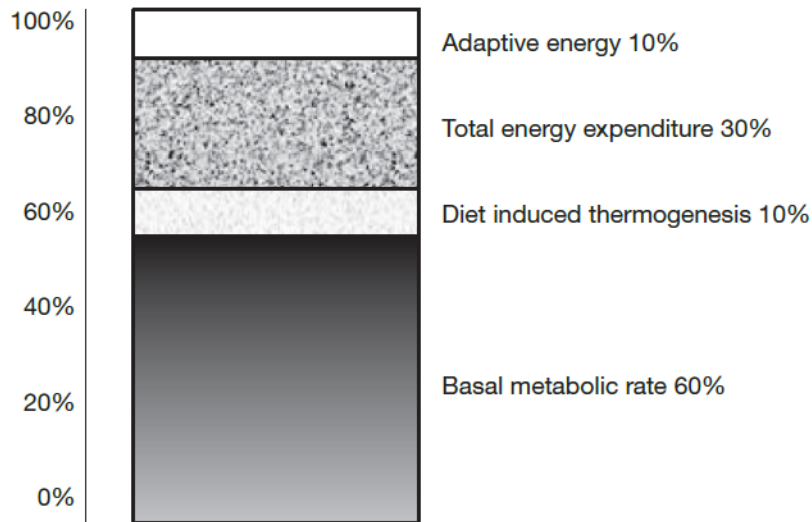 100%
Adaptive energy 10%
80%
Total energy expenditure 30%
60%
Diet induced thermogenesis 10%
40%
Basal metabolic rate 60%
20%
0%